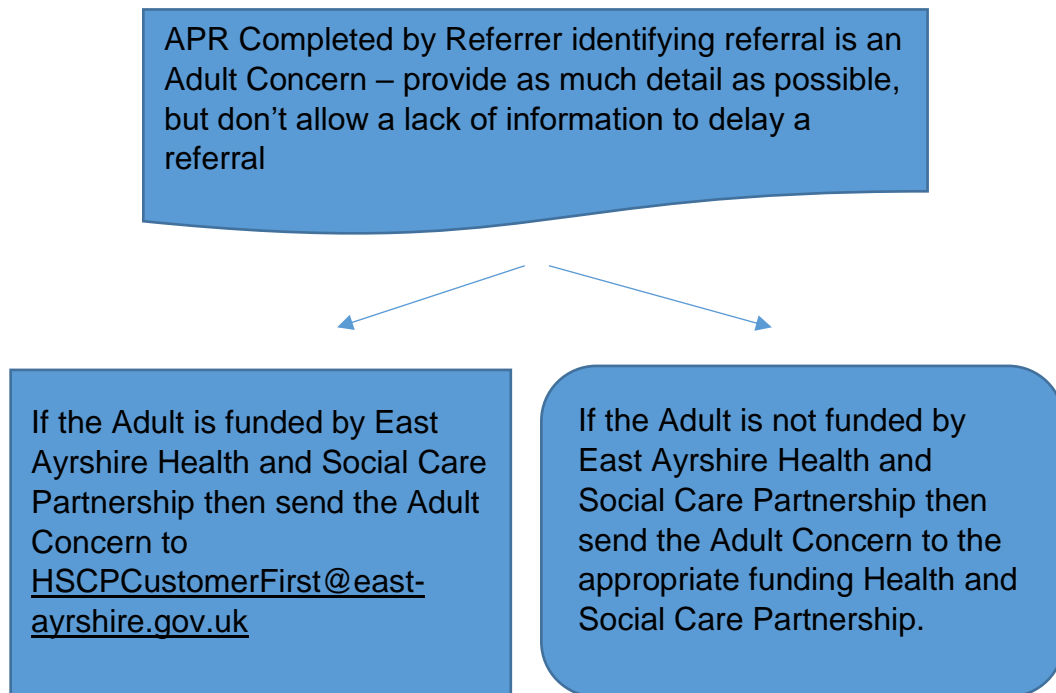 APR Completed by Referrer identifying referral is an
Adult Concern – provide as much detail as possible,
but don’t allow a lack of information to delay a
referral
If the Adult is funded by East
Ayrshire Health and Social Care
Partnership then send the Adult
Concern to
HSCPCustomerFirst@east-
ayrshire.gov.uk
If the Adult is not funded by
East Ayrshire Health and
Social Care Partnership then
send the Adult Concern to the
appropriate funding Health and
Social Care Partnership.